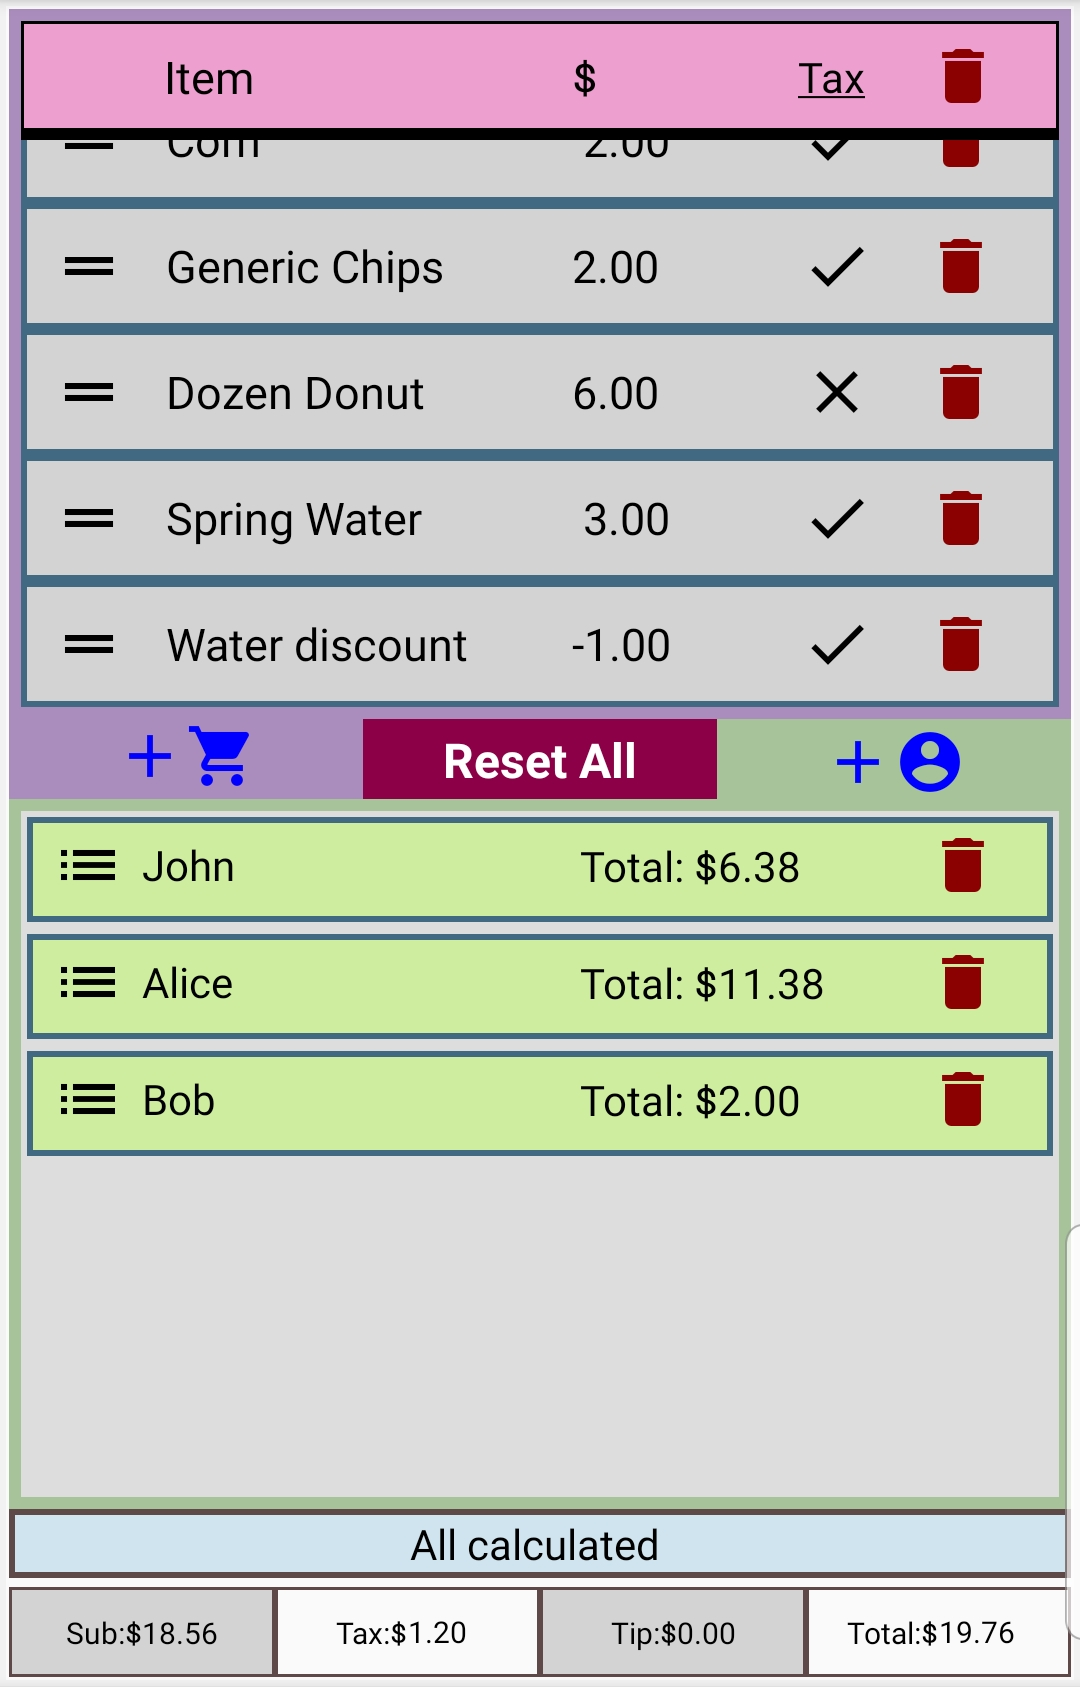 Item $ Tax
2.00
Generic Chips 2.00
Dozen Donut 6.00
Spring Water 3.00
Water discount -1.00
Reset All
John Total: $6.38
Alice Total: $11.38
Bob Total: $2.00
All calculated
Sub:$18.56 Tax:$1.20 Tip:$0.00 Total:$19.76